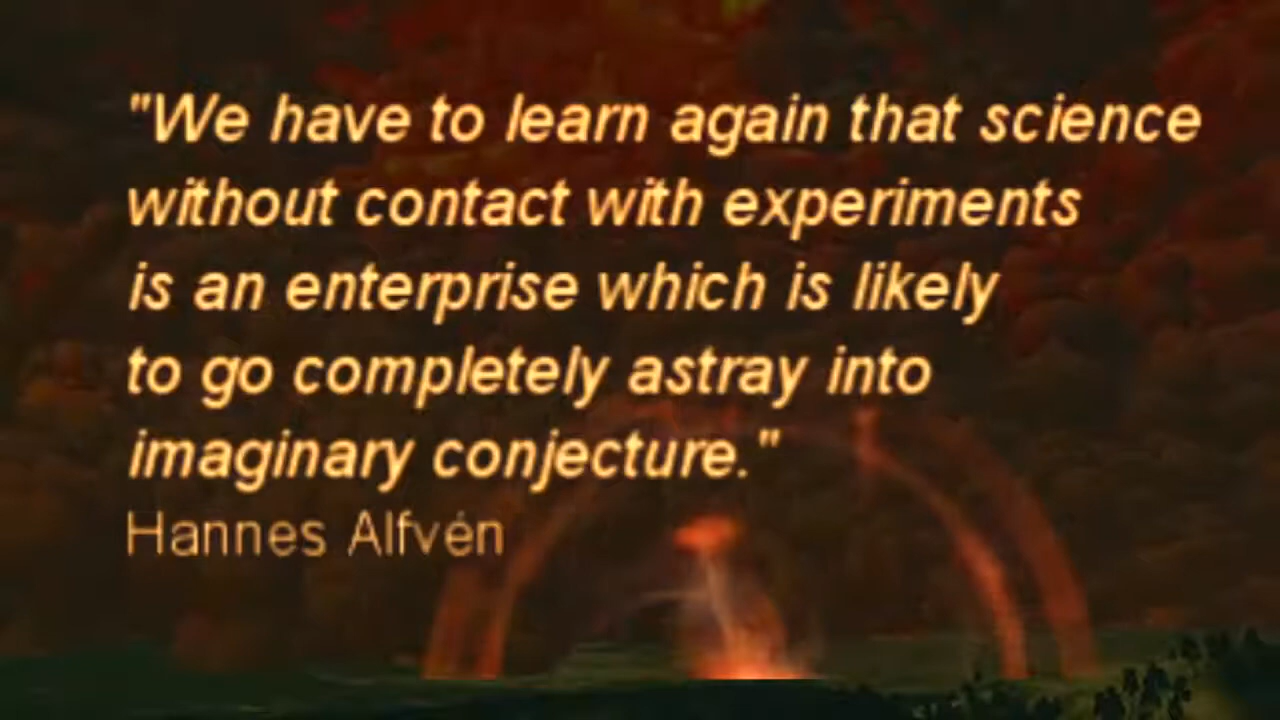 "We have to learn again that science
without contact with experiments
is an enterprise which is likely
to go completely astray into
imaginary conjecture."
Hannes Alfvén